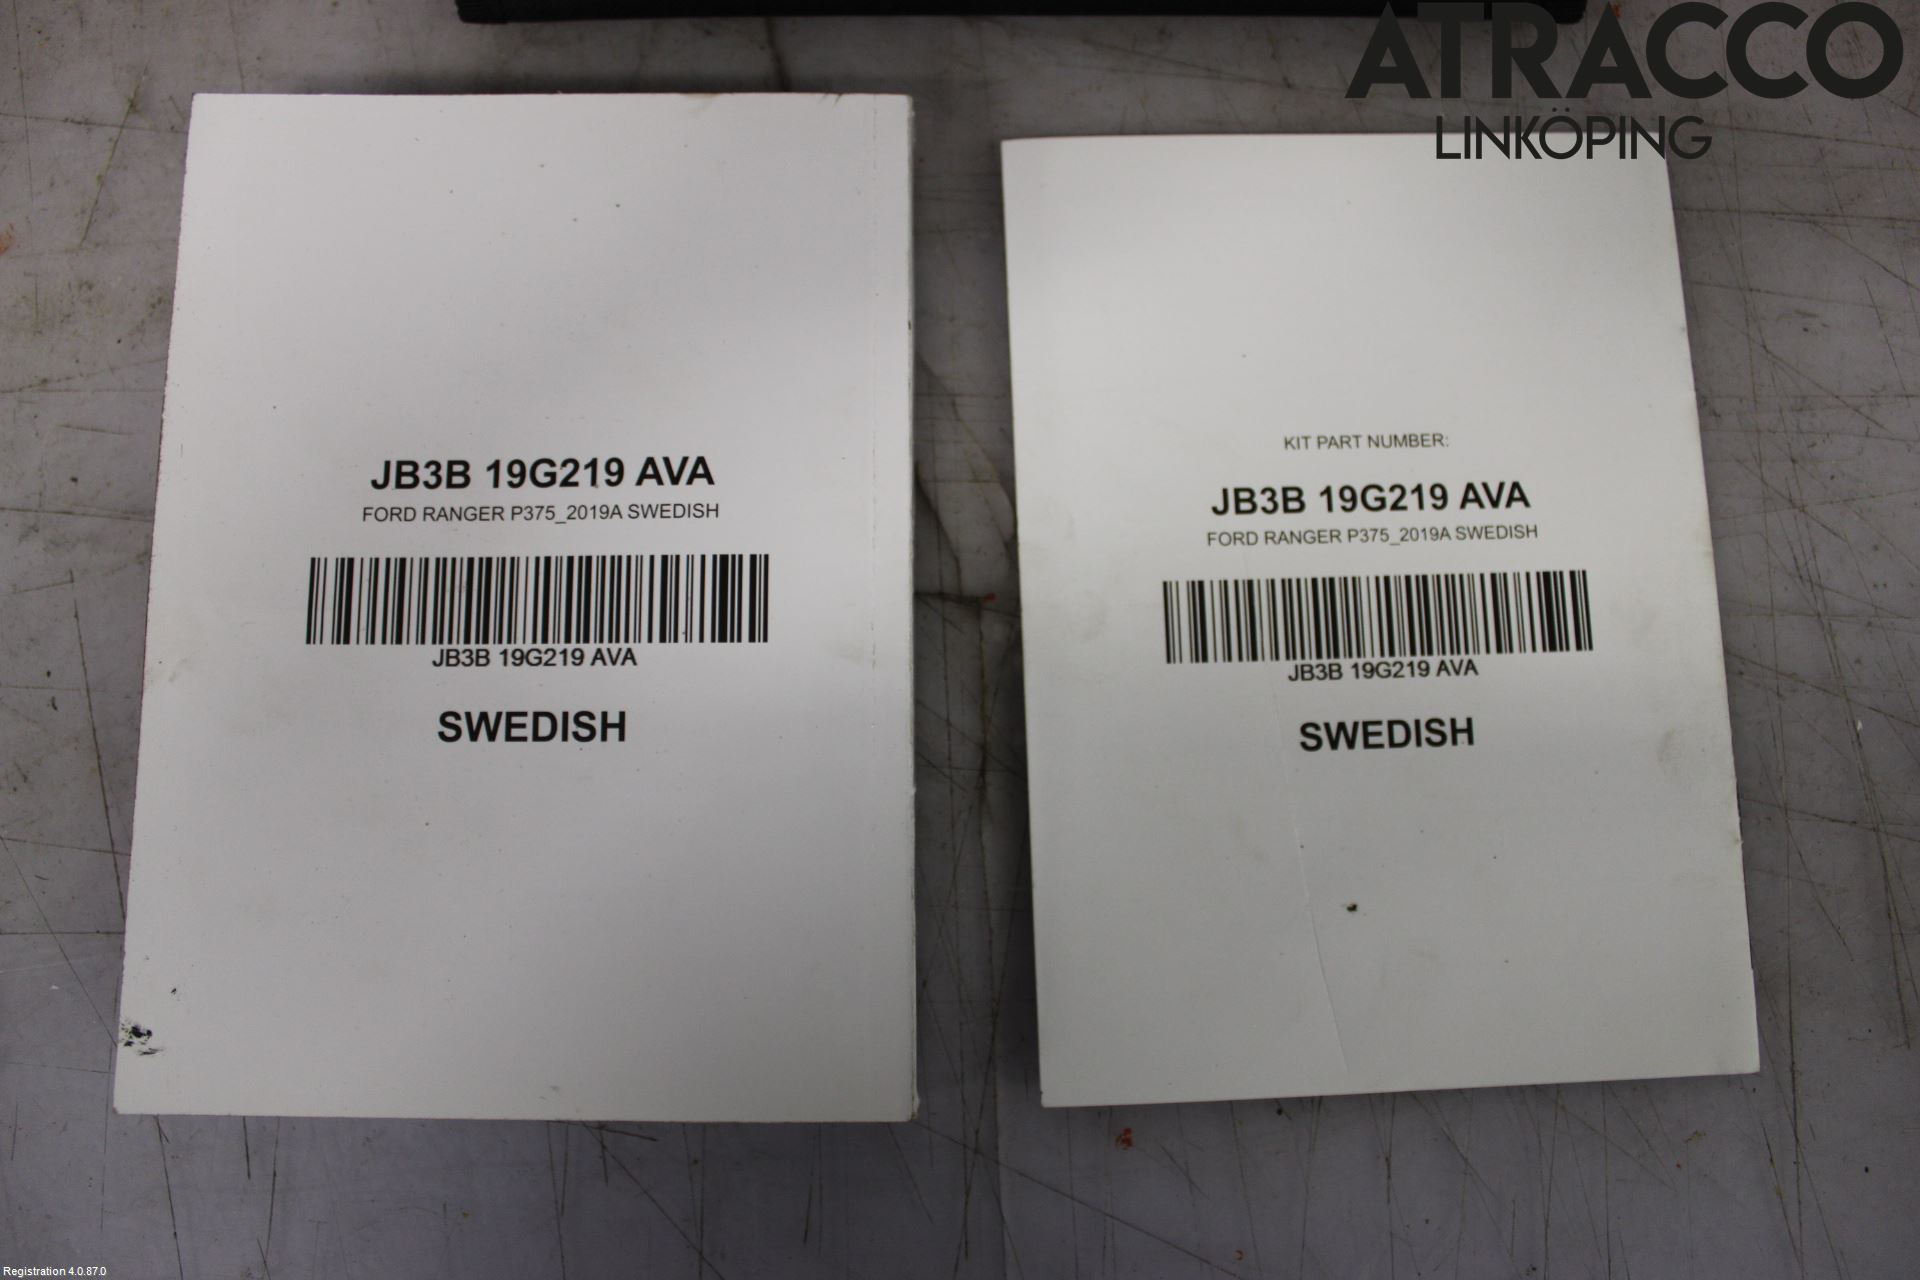 ATRACCO
LINKÖPING
JB3B 19G219 AVA
FORD RANGER P375_2019A SWEDISH
JB3B 19G219 AVA
SWEDISH
KIT PART NUMBER:
JB3B 19G219 AVA
FORD RANGER P375_2019A SWEDISH
JB3B 19G219 AVA
SWEDISH
Registration 4.0.87.0